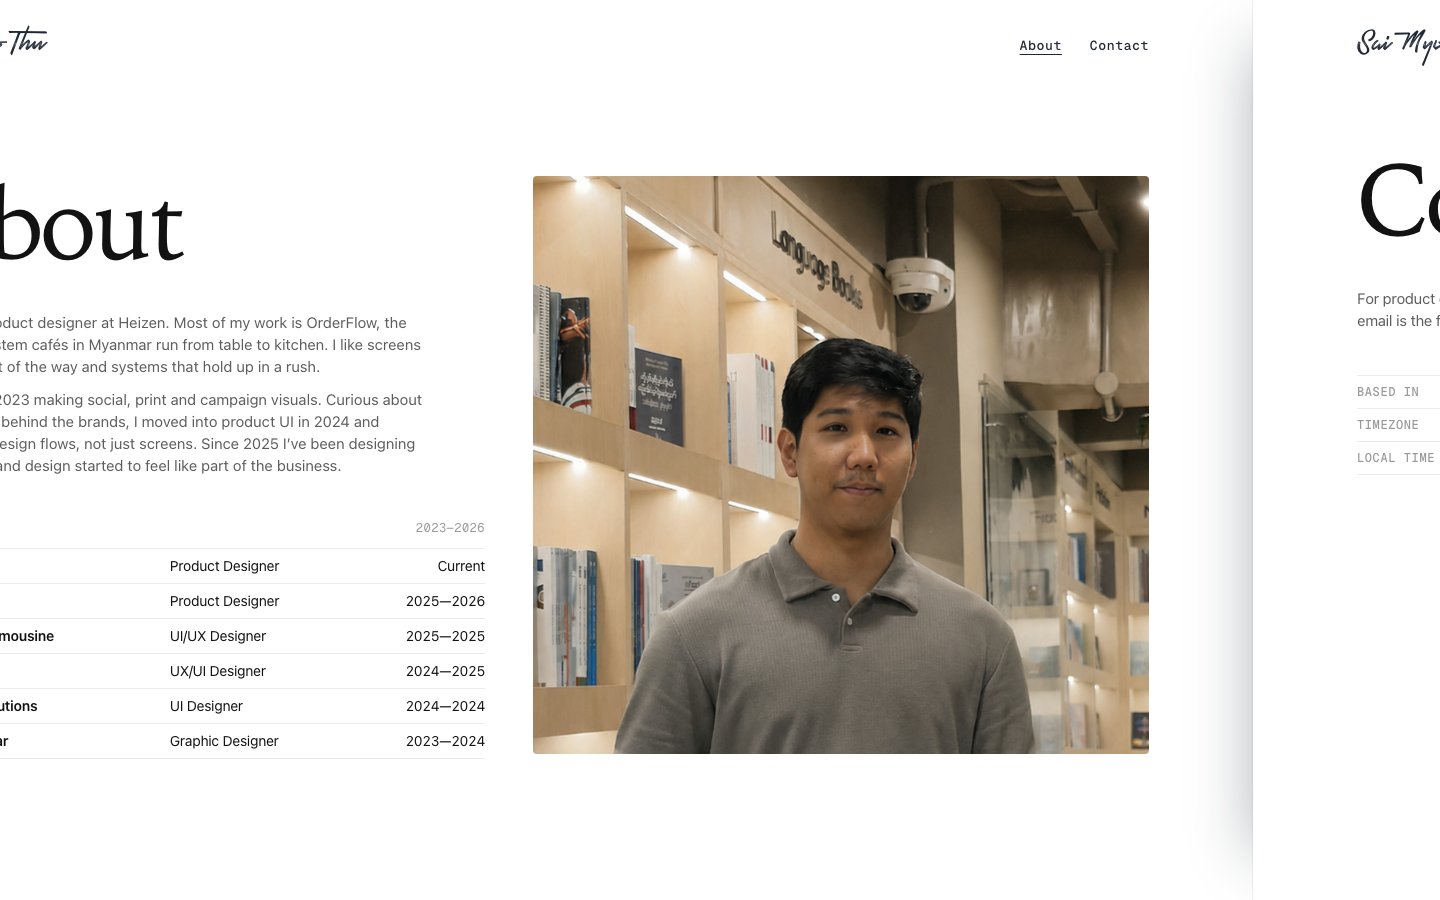 Thu
About
Contact
Sai Myo
bout
Co
oduct designer at Heizen. Most of my work is OrderFlow, the
stem cafés in Myanmar run from table to kitchen. I like screens
t of the way and systems that hold up in a rush.
2023 making social, print and campaign visuals. Curious about
behind the brands, I moved into product UI in 2024 and
esign flows, not just screens. Since 2025 I've been designing
and design started to feel like part of the business.
2023—2026
Product Designer Current
Product Designer 2025—2026
mousine UI/UX Designer 2025—2025
UX/UI Designer 2024—2025
utions UI Designer 2024—2024
ar Graphic Designer 2023—2024
Language Books
For product
email is the f
BASED IN
TIMEZONE
LOCAL TIME